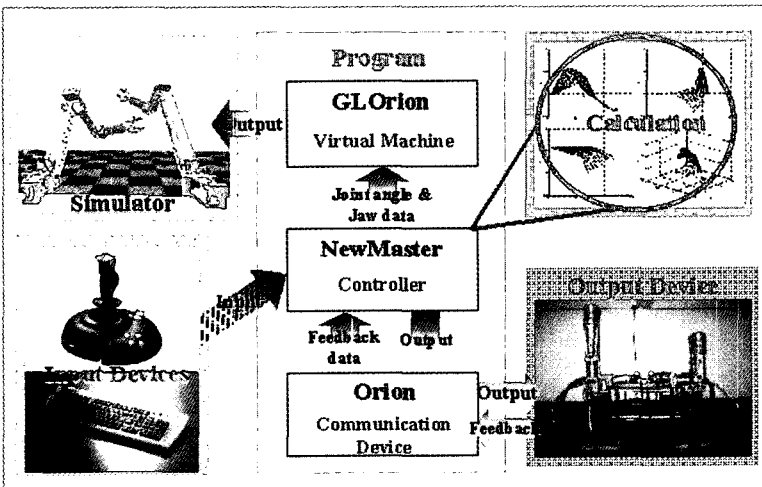 Program
GLOrion
Virtual Machine
Output
Calculation
Simulator
Joint angle &
Jaw data
NewMaster
Controller
Input
Output Devier
Feedback
data
Output
Input Devices
Orion
Communication
Device
Output
Feedback